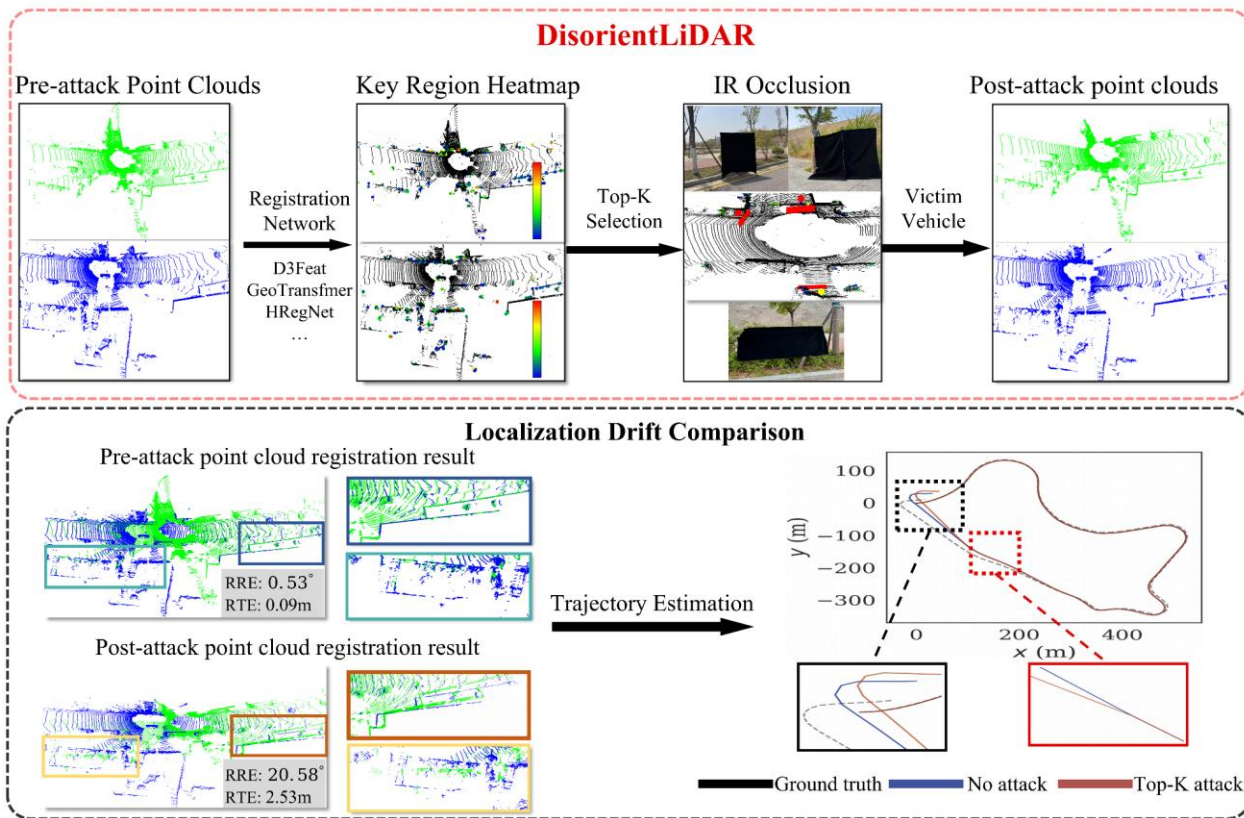 DisorientLiDAR
Pre-attack Point Clouds
Key Region Heatmap
IR Occlusion
Post-attack point clouds
Registration
Network
D3Feat
GeoTransfmer
HRegNet
...
Top-K
Selection
Victim
Vehicle
Localization Drift Comparison
Pre-attack point cloud registration result
RRE: 0.53°
RTE: 0.09m
Post-attack point cloud registration result
RRE: 20.58°
RTE: 2.53m
Trajectory Estimation
100
0
−100
−200
−300
y (m)
0 200 400
x (m)
Ground truth No attack Top-K attack